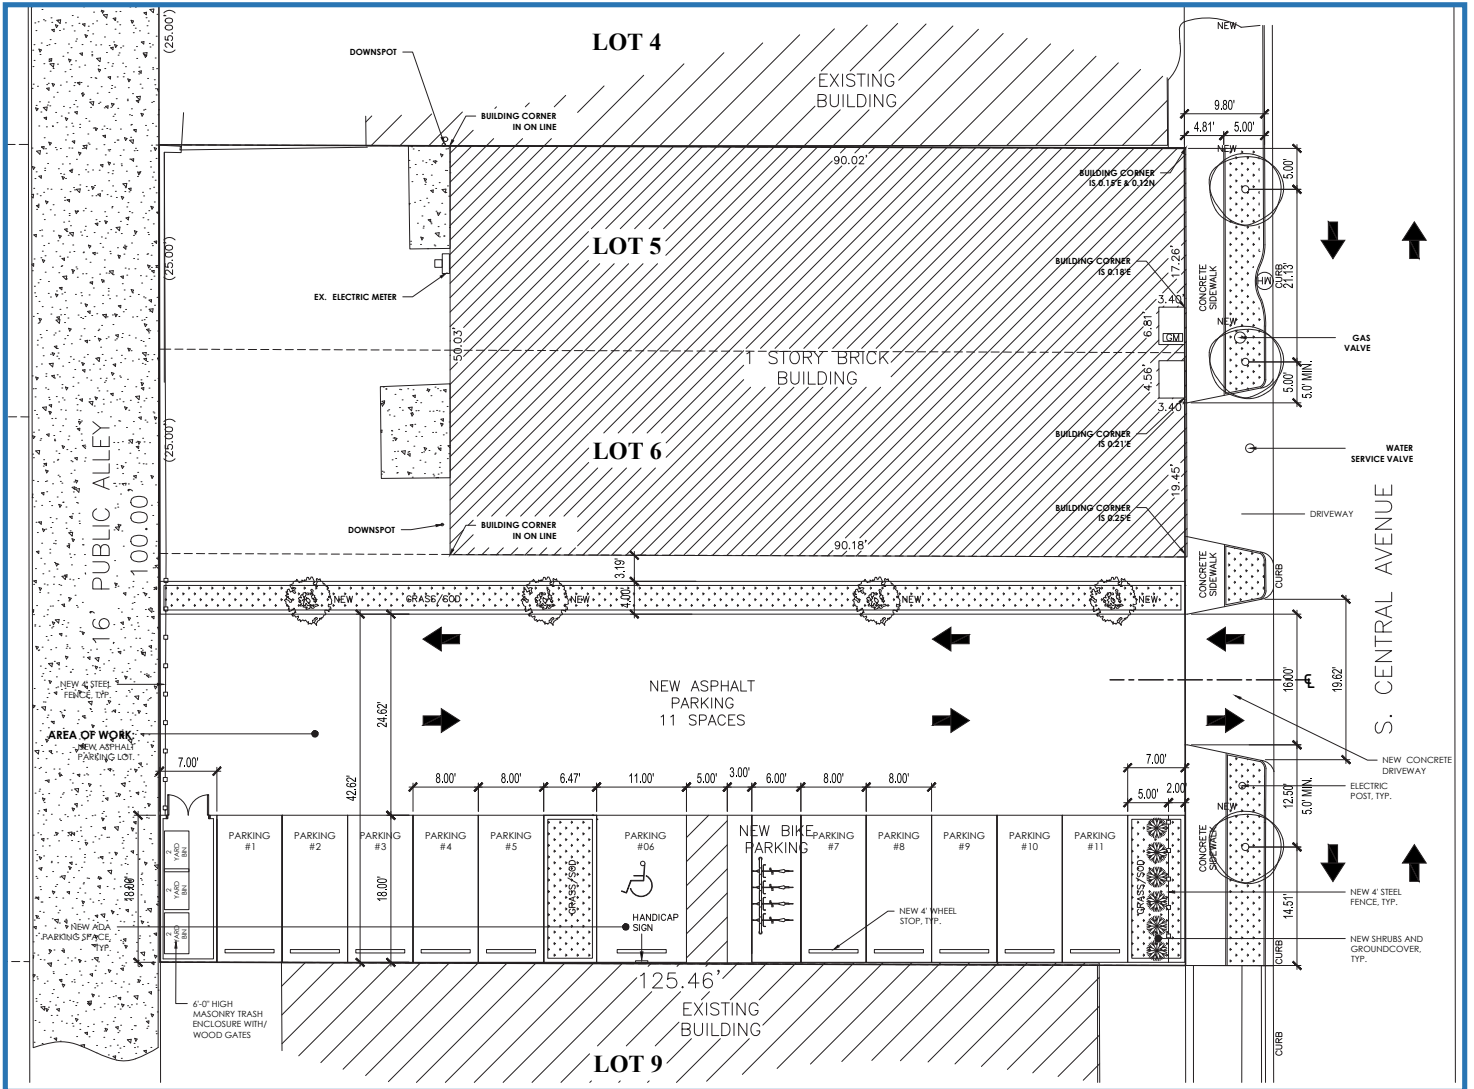 (25.00')
LOT 4
NEW
DOWNSPOT
EXISTING
BUILDING
9.80'
BUILDING CORNER
IN ON LINE
4.81'
5.00'
NEW
90.02'
BUILDING CORNER
IS 0.15'E & 0.12'N
5.00'
(25.00')
LOT 5
17.26'
BUILDING CORNER
IS 0.18'E
CONCRETE
SIDEWALK
MH
CURB
21.13'
EX. ELECTRIC METER
3.40'
6.81'
GM
NEW
GAS
VALVE
50.03'
1 STORY BRICK
BUILDING
4.56'
3.40'
5.00'
5.0' MIN.
(25.00')
BUILDING CORNER
IS 0.21'E
LOT 6
WATER
SERVICE VALVE
19.45'
16 PUBLIC ALLEY
100.00'
DOWNSPOT
BUILDING CORNER
IN ON LINE
BUILDING CORNER
IS 0.25'E
DRIVEWAY
90.18'
S. CENTRAL AVENUE
3.19'
4.00'
CONCRETE
SIDEWALK
CURB
NEW
GRASS/SOD
NEW
NEW
NEW
NEW 4' STEEL
FENCE, TYP.
NEW ASPHALT
PARKING
11 SPACES
16.00'
19.62'
24.62'
AREA OF WORK:
NEW ASPHALT
PARKING LOT
7.00'
42.62'
8.00'
8.00'
6.47'
11.00'
5.00'
3.00'
6.00'
8.00'
8.00'
7.00'
5.00'
2.00'
NEW CONCRETE
DRIVEWAY
ELECTRIC
POST, TYP.
12.50'
5.0' MIN.
NEW
PARKING
#1
PARKING
#2
PARKING
#3
PARKING
#4
PARKING
#5
PARKING
#06
NEW BIKE
PARKING
PARKING
#7
PARKING
#8
PARKING
#9
PARKING
#10
PARKING
#11
2
YARD
BIN
2
YARD
BIN
2
YARD
BIN
18.00'
18.00'
GRASS/SOD
GRASS/SOD
CONCRETE
SIDEWALK
14.51'
NEW 4' STEEL
FENCE, TYP.
NEW ADA
PARKING SPACE,
TYP.
HANDICAP
SIGN
NEW 4' WHEEL
STOP, TYP.
NEW SHRUBS AND
GROUNDCOVER,
TYP.
CURB
125.46'
6'-0" HIGH
MASONRY TRASH
ENCLOSURE WITH/
WOOD GATES
EXISTING
BUILDING
LOT 9
CURB